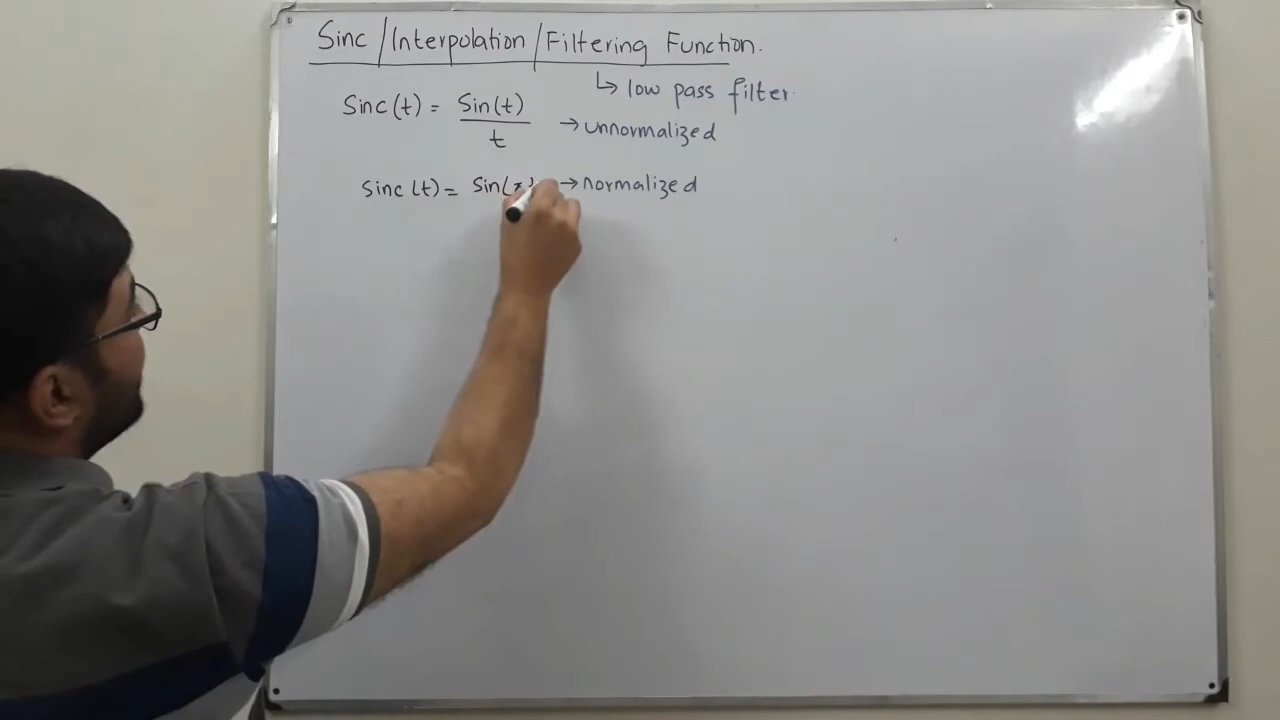 Sinc/Interpolation/Filtering Function.
↳ low pass filter.
Sinc(t) = Sin(t)/t → unnormalized
Sinc(t) = Sin( → normalized